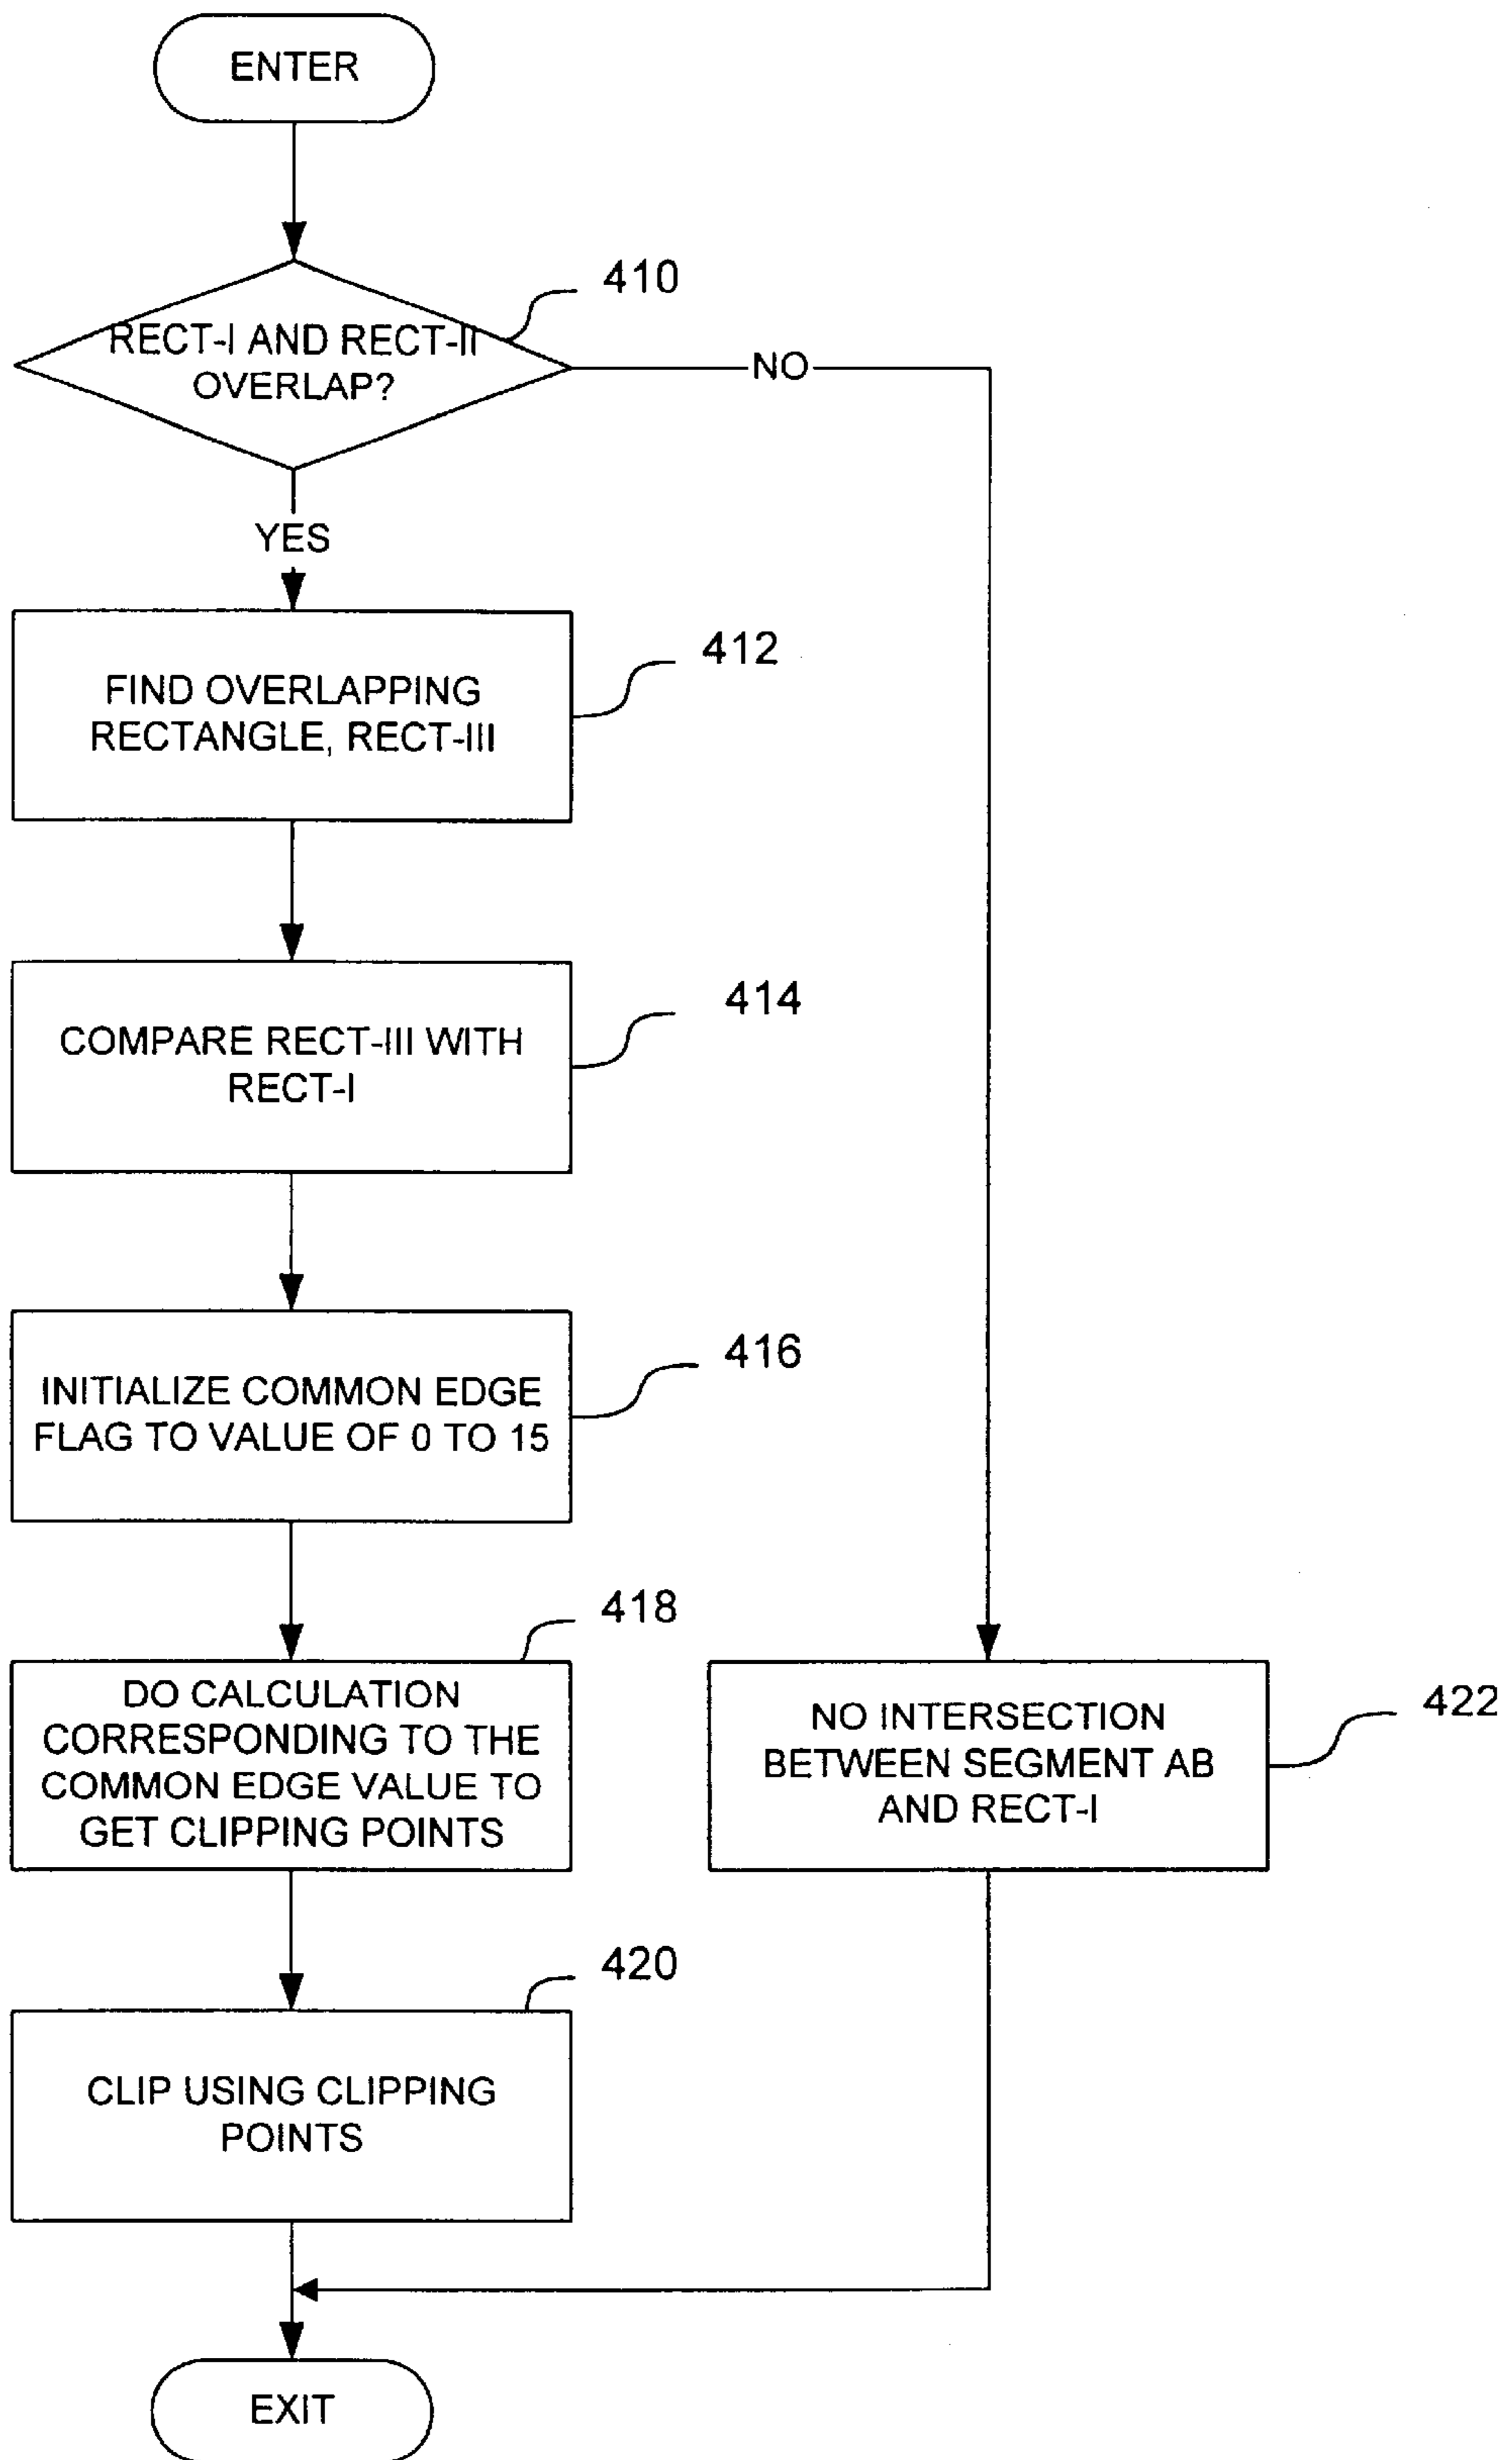 ENTER
410
RECT-I AND RECT-II
OVERLAP?
NO
YES
412
FIND OVERLAPPING
RECTANGLE, RECT-III
414
COMPARE RECT-III WITH
RECT-I
416
INITIALIZE COMMON EDGE
FLAG TO VALUE OF 0 TO 15
418
DO CALCULATION
CORRESPONDING TO THE
COMMON EDGE VALUE TO
GET CLIPPING POINTS
422
NO INTERSECTION
BETWEEN SEGMENT AB
AND RECT-I
420
CLIP USING CLIPPING
POINTS
EXIT